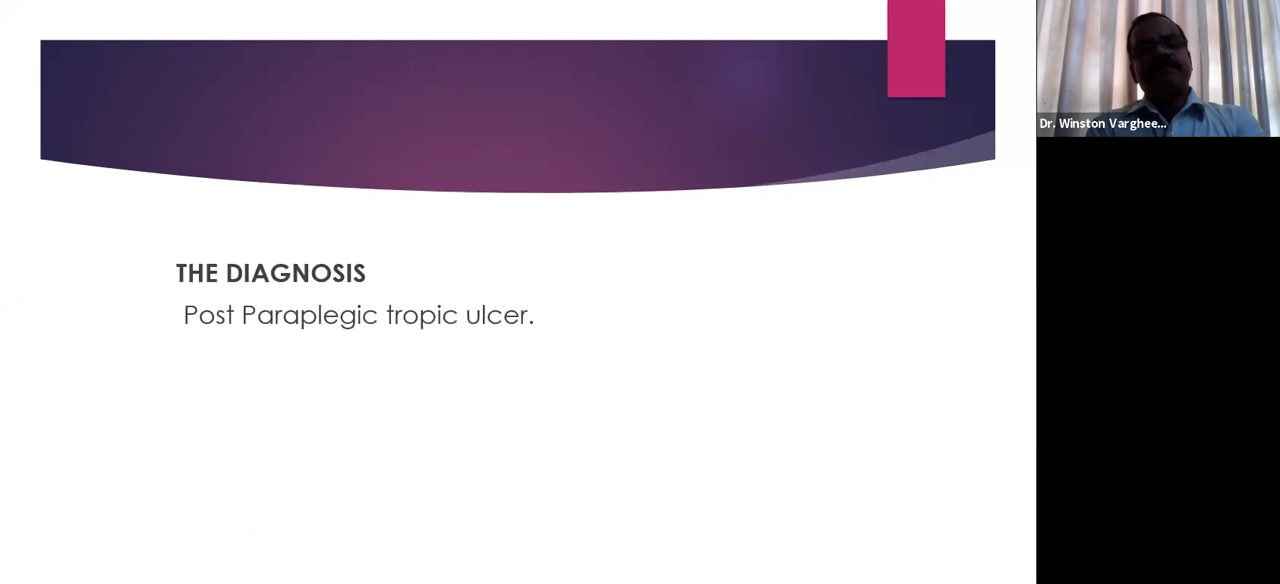 THE DIAGNOSIS
Post Paraplegic tropic ulcer.
Dr. Winston Varghee...